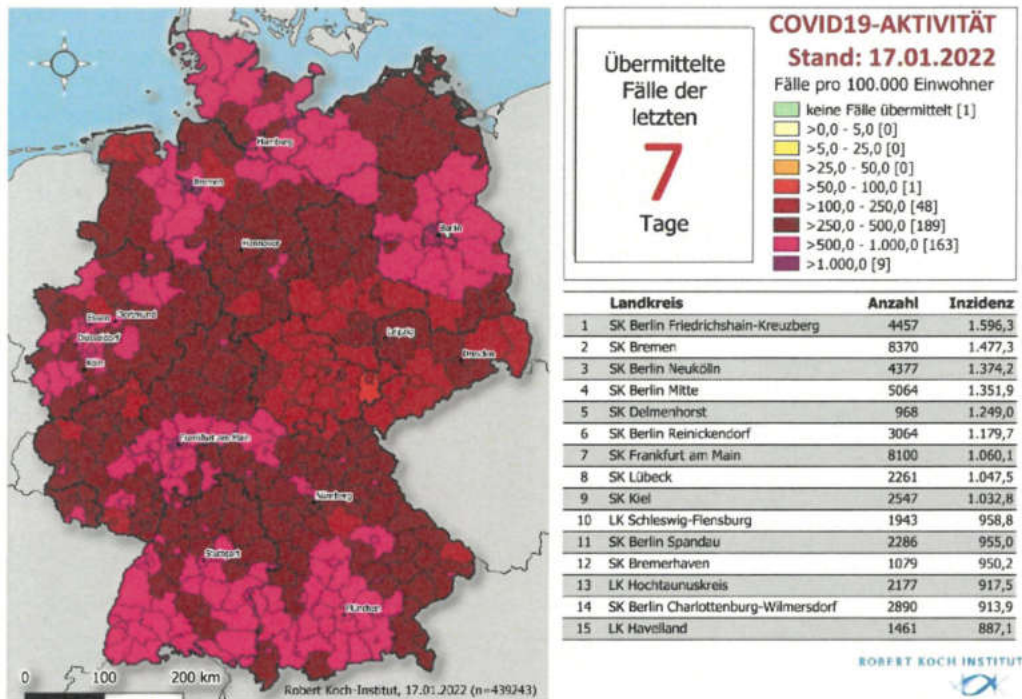 Hamburg
Bremen
Berlin
Hannover
Essen
Dortmund
Düsseldorf
Köln
Leipzig
Dresden
Frankfurt am Main
Nürnberg
Stuttgart
München
0 100 200 km
Robert Koch-Institut, 17.01.2022 (n=439243)
Übermittelte
Fälle der
letzten
7
Tage
COVID19-AKTIVITÄT
Stand: 17.01.2022
Fälle pro 100.000 Einwohner
keine Fälle übermittelt [1]
>0,0 - 5,0 [0]
>5,0 - 25,0 [0]
>25,0 - 50,0 [0]
>50,0 - 100,0 [1]
>100,0 - 250,0 [48]
>250,0 - 500,0 [189]
>500,0 - 1.000,0 [163]
>1.000,0 [9]
Landkreis Anzahl Inzidenz
1 SK Berlin Friedrichshain-Kreuzberg 4457 1.596,3
2 SK Bremen 8370 1.477,3
3 SK Berlin Neukölln 4377 1.374,2
4 SK Berlin Mitte 5064 1.351,9
5 SK Delmenhorst 968 1.249,0
6 SK Berlin Reinickendorf 3064 1.179,7
7 SK Frankfurt am Main 8100 1.060,1
8 SK Lübeck 2261 1.047,5
9 SK Kiel 2547 1.032,8
10 LK Schleswig-Flensburg 1943 958,8
11 SK Berlin Spandau 2286 955,0
12 SK Bremerhaven 1079 950,2
13 LK Hochtaunuskreis 2177 917,5
14 SK Berlin Charlottenburg-Wilmersdorf 2890 913,9
15 LK Havelland 1461 887,1
ROBERT KOCH INSTITUT